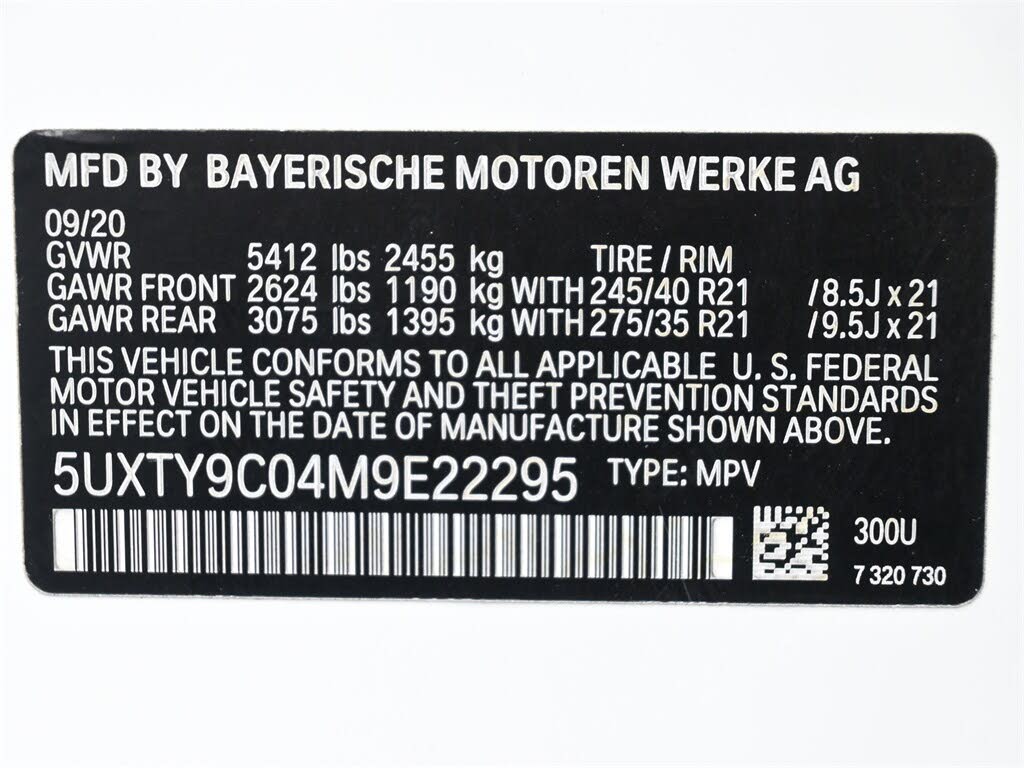 MFD BY BAYERISCHE MOTOREN WERKE AG
09/20
GVWR 5412 lbs 2455 kg TIRE / RIM
GAWR FRONT 2624 lbs 1190 kg WITH 245/40 R21 /8.5J x 21
GAWR REAR 3075 lbs 1395 kg WITH 275/35 R21 /9.5J x 21
THIS VEHICLE CONFORMS TO ALL APPLICABLE U. S. FEDERAL
MOTOR VEHICLE SAFETY AND THEFT PREVENTION STANDARDS
IN EFFECT ON THE DATE OF MANUFACTURE SHOWN ABOVE.
5UXTY9C04M9E22295 TYPE: MPV
300U
7 320 730